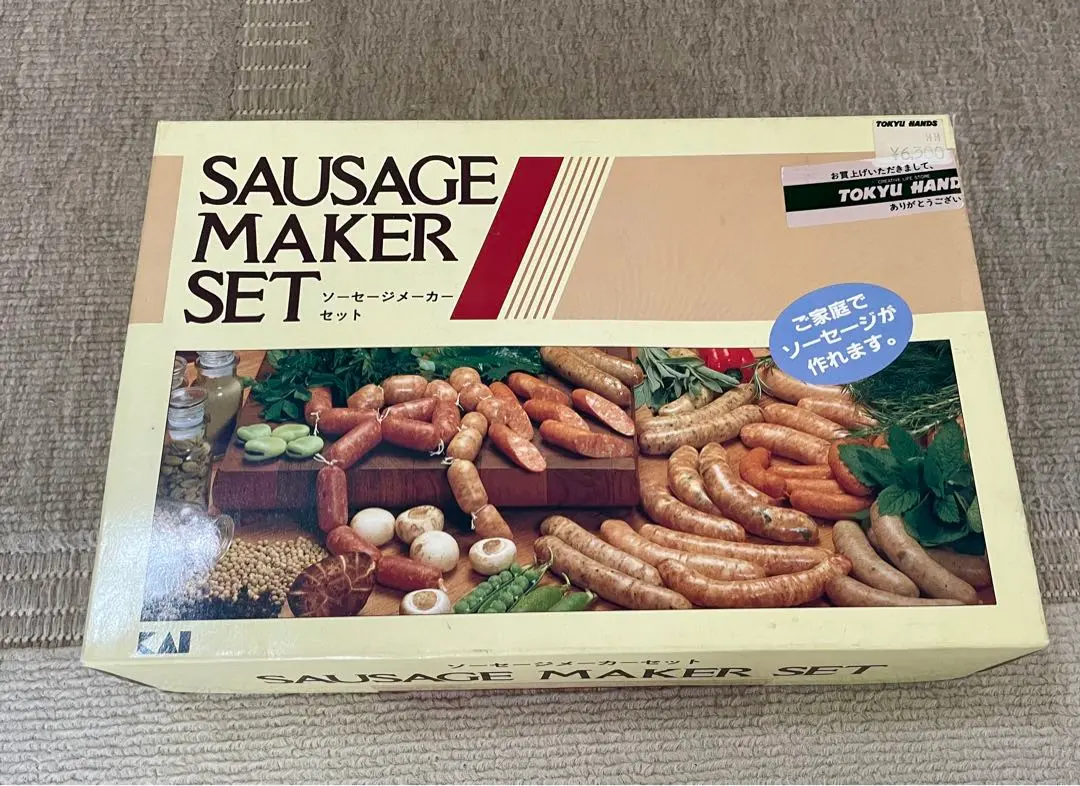 TOKYU HANDS
お買上げいただきまして、
CREATIVE LIFE STORE
TOKYU HAND
ありがとうござい
SAUSAGE
MAKER
SET
ソーセージメーカー
セット
ご家庭で
ソーセージが
作れます。
KAI
ソーセージメーカーセット
SAUSAGE MAKER SET